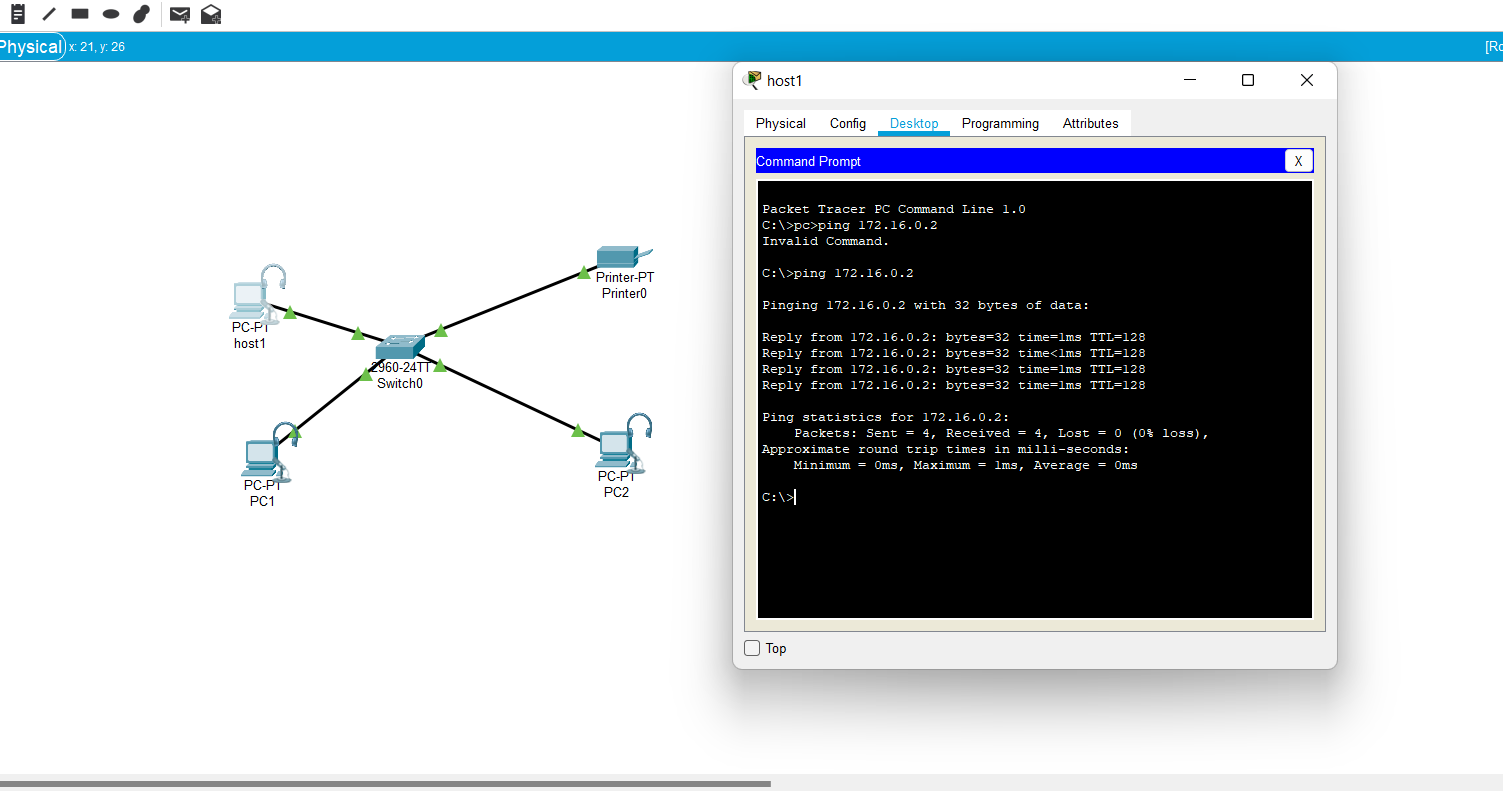 Physical x: 21, y: 26
[Ro
host1
Physical Config Desktop Programming Attributes
Command Prompt X
Packet Tracer PC Command Line 1.0
C:\>pc>ping 172.16.0.2
Invalid Command.
C:\>ping 172.16.0.2
Pinging 172.16.0.2 with 32 bytes of data:
Reply from 172.16.0.2: bytes=32 time=1ms TTL=128
Reply from 172.16.0.2: bytes=32 time<1ms TTL=128
Reply from 172.16.0.2: bytes=32 time=1ms TTL=128
Reply from 172.16.0.2: bytes=32 time=1ms TTL=128
Ping statistics for 172.16.0.2:
Packets: Sent = 4, Received = 4, Lost = 0 (0% loss),
Approximate round trip times in milli-seconds:
Minimum = 0ms, Maximum = 1ms, Average = 0ms
C:\>
Top
Printer-PT
Printer0
PC-PT
host1
2960-24TT
Switch0
PC-PT
PC1
PC-PT
PC2